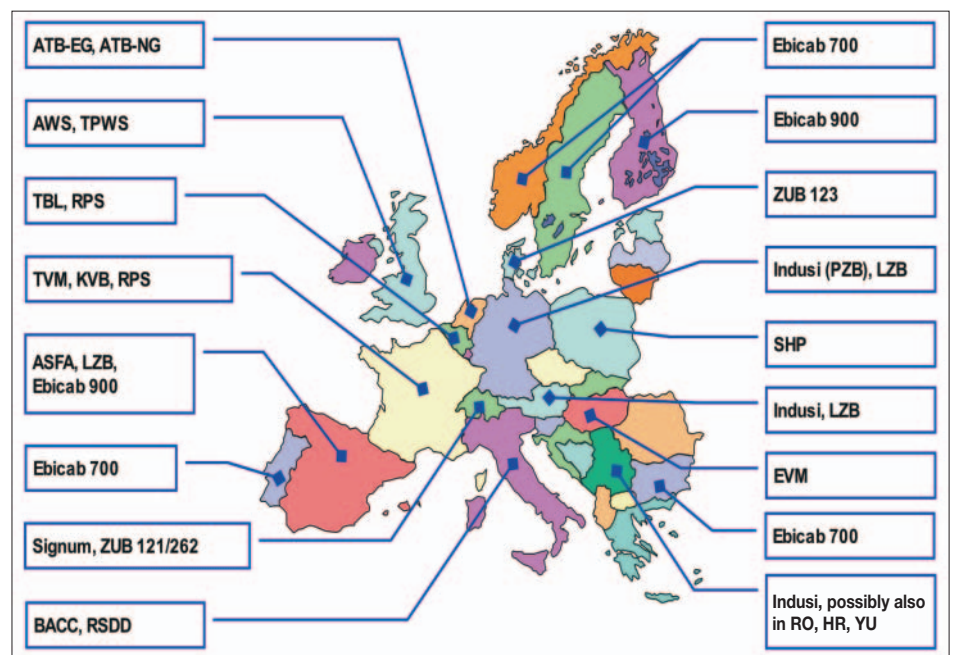 ATB-EG, ATB-NG
AWS, TPWS
TBL, RPS
TVM, KVB, RPS
ASFA, LZB,
Ebicab 900
Ebicab 700
Signum, ZUB 121/262
BACC, RSDD
Ebicab 700
Ebicab 900
ZUB 123
Indusi (PZB), LZB
SHP
Indusi, LZB
EVM
Ebicab 700
Indusi, possibly also
in RO, HR, YU